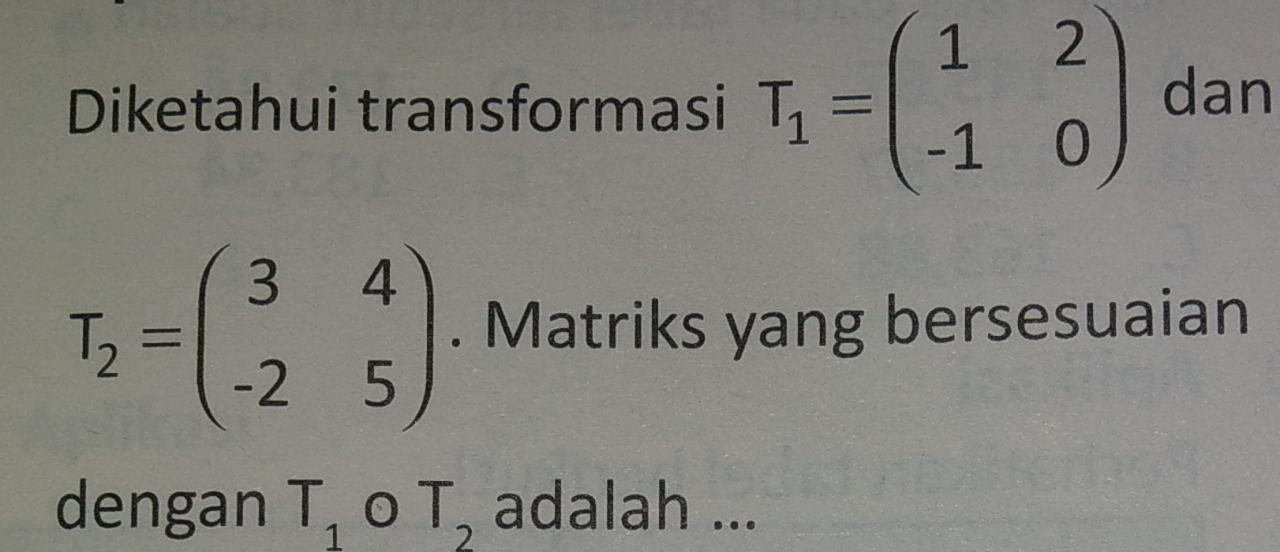 Diketahui transformasi T₁ = (1 2
-1 0) dan
T₂ = (3 4
-2 5). Matriks yang bersesuaian
dengan T₁ o T₂ adalah ...